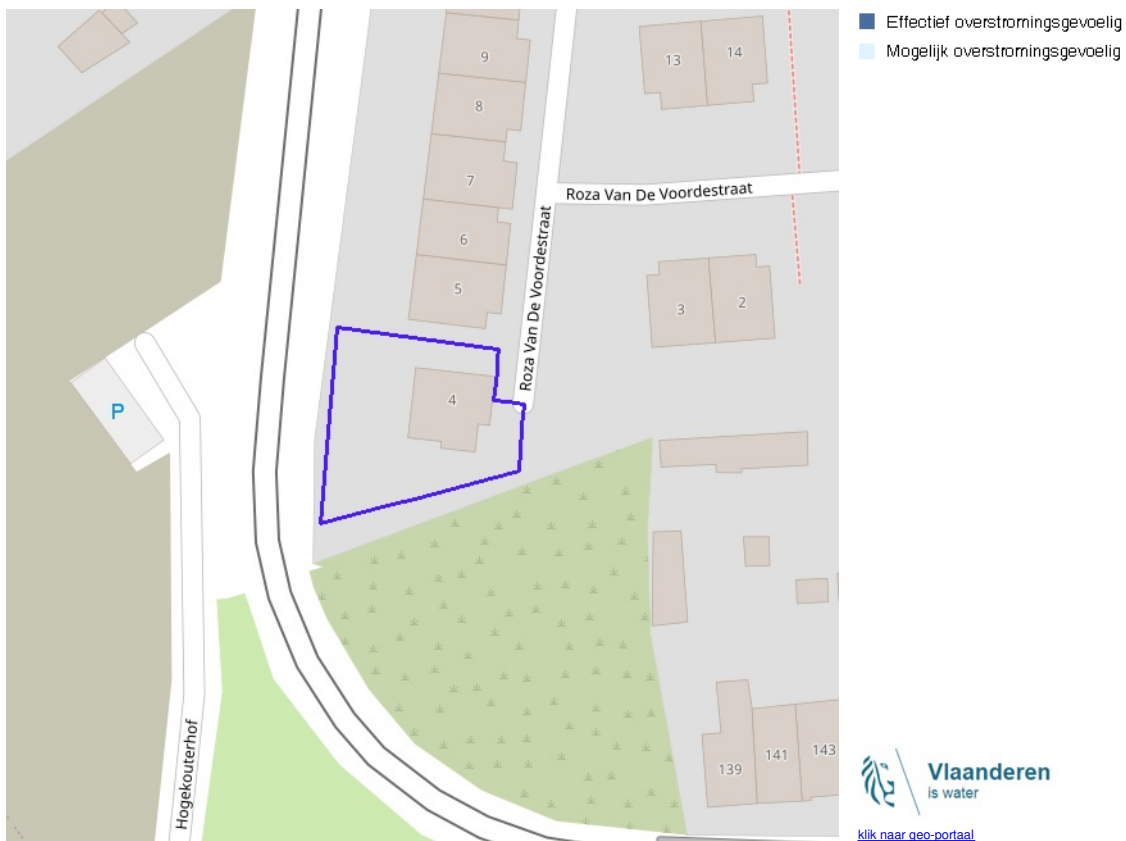 Effectief overstromingsgevoelig
Mogelijk overstromingsgevoelig
9
8
7
6
5
4
13
14
Roza Van De Voordestraat
Roza Van De Voordestraat
3
2
P
Hogekouterhof
139
141
143
Vlaanderen
is water
klik naar geo-portaal